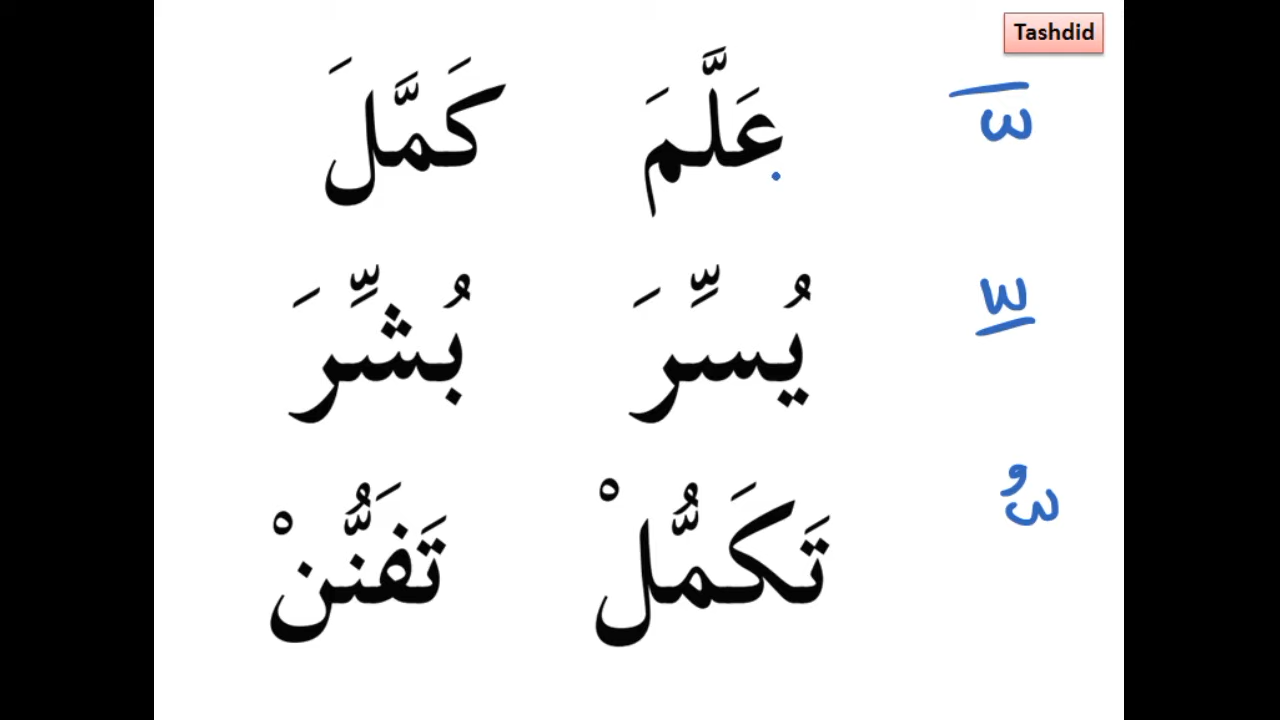 Tashdid
عَلَّمَ كَمَّلَ
يُسِّرَ بُشِّرَ
تَكَمُّلْ تَفَنُّنْ